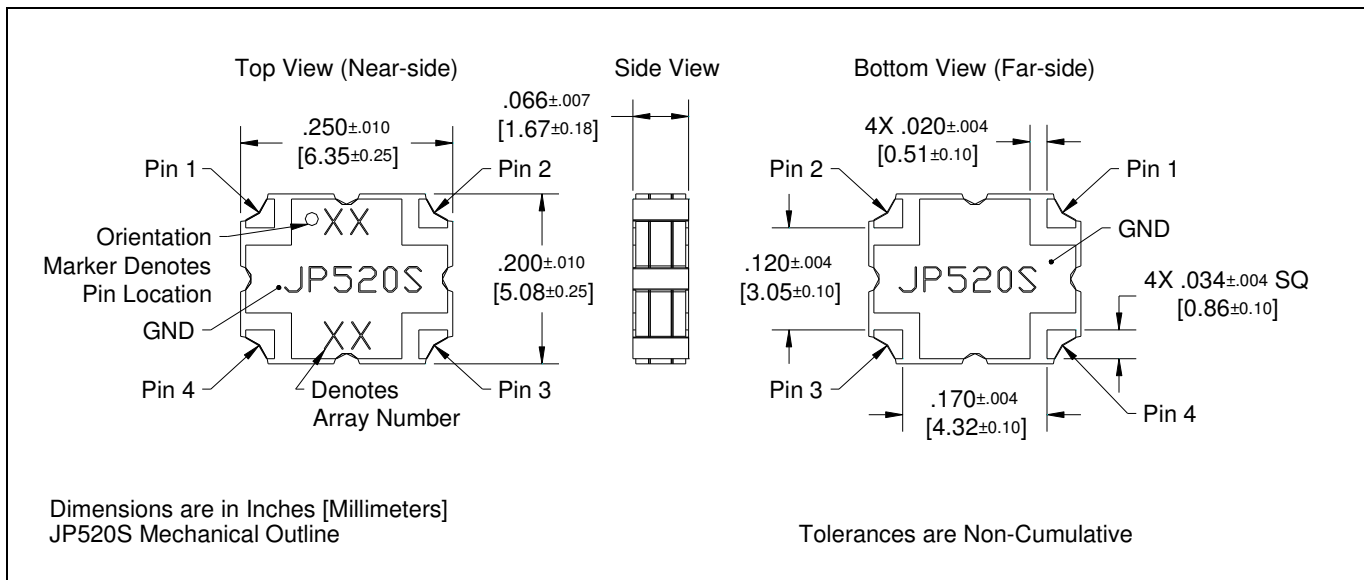 Top View (Near-side)
Side View
Bottom View (Far-side)
.250±.010
[6.35±0.25]
.066±.007
[1.67±0.18]
4X .020±.004
[0.51±0.10]
Pin 1
Pin 2
Pin 2
Pin 1
Orientation
Marker Denotes
Pin Location
GND
XX
JP520S
XX
.200±.010
[5.08±0.25]
.120±.004
[3.05±0.10]
JP520S
GND
4X .034±.004 SQ
[0.86±0.10]
Pin 4
Denotes
Array Number
Pin 3
Pin 3
.170±.004
[4.32±0.10]
Pin 4
Dimensions are in Inches [Millimeters]
JP520S Mechanical Outline
Tolerances are Non-Cumulative